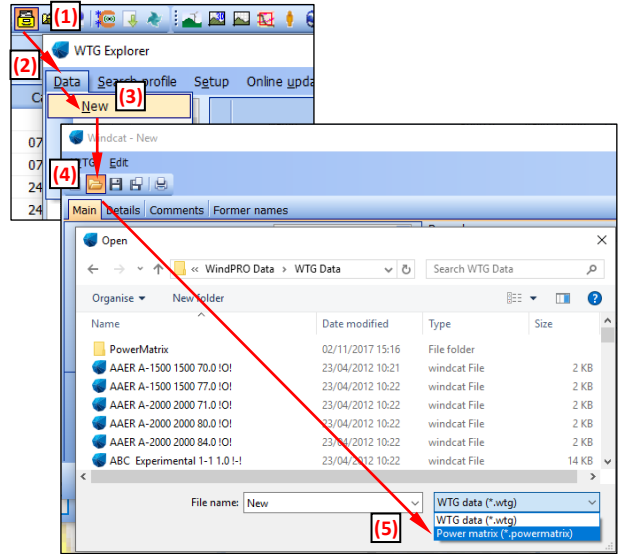 (1)
WTG Explorer
(2)
Data Search profile Setup Online upda
(3)
New
Ca
07
07
24
24
Windcat - New
WTG Edit
(4)
Main Details Comments Former names
Open
« WindPRO Data > WTG Data
Search WTG Data
Organise New folder
Name Date modified Type Size
PowerMatrix 02/11/2017 15:16 File folder
AAER A-1500 1500 70.0 !O! 23/04/2012 10:21 windcat File 2 KB
AAER A-1500 1500 77.0 !O! 23/04/2012 10:22 windcat File 2 KB
AAER A-2000 2000 71.0 !O! 23/04/2012 10:22 windcat File 2 KB
AAER A-2000 2000 80.0 !O! 23/04/2012 10:22 windcat File 2 KB
AAER A-2000 2000 84.0 !O! 23/04/2012 10:22 windcat File 2 KB
ABC Experimental 1-1 1.0 !-! 23/04/2012 10:22 windcat File 14 KB
File name: New WTG data (*.wtg)
WTG data (*.wtg)
(5)
Power matrix (*.powermatrix)